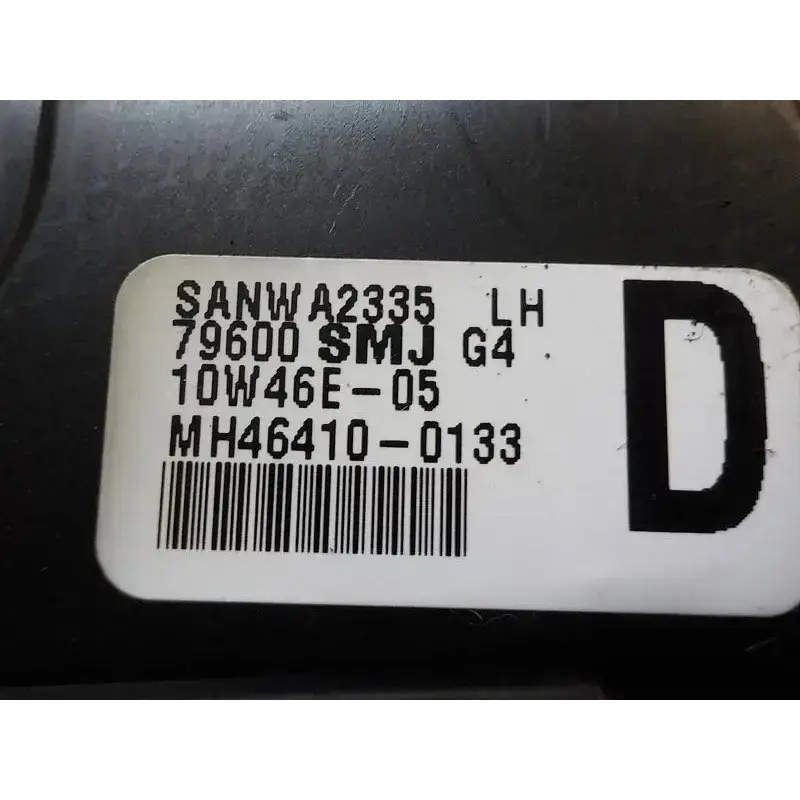 SANWA2335 LH
79600 SMJ G4
10W46E-05
MH46410-0133
D